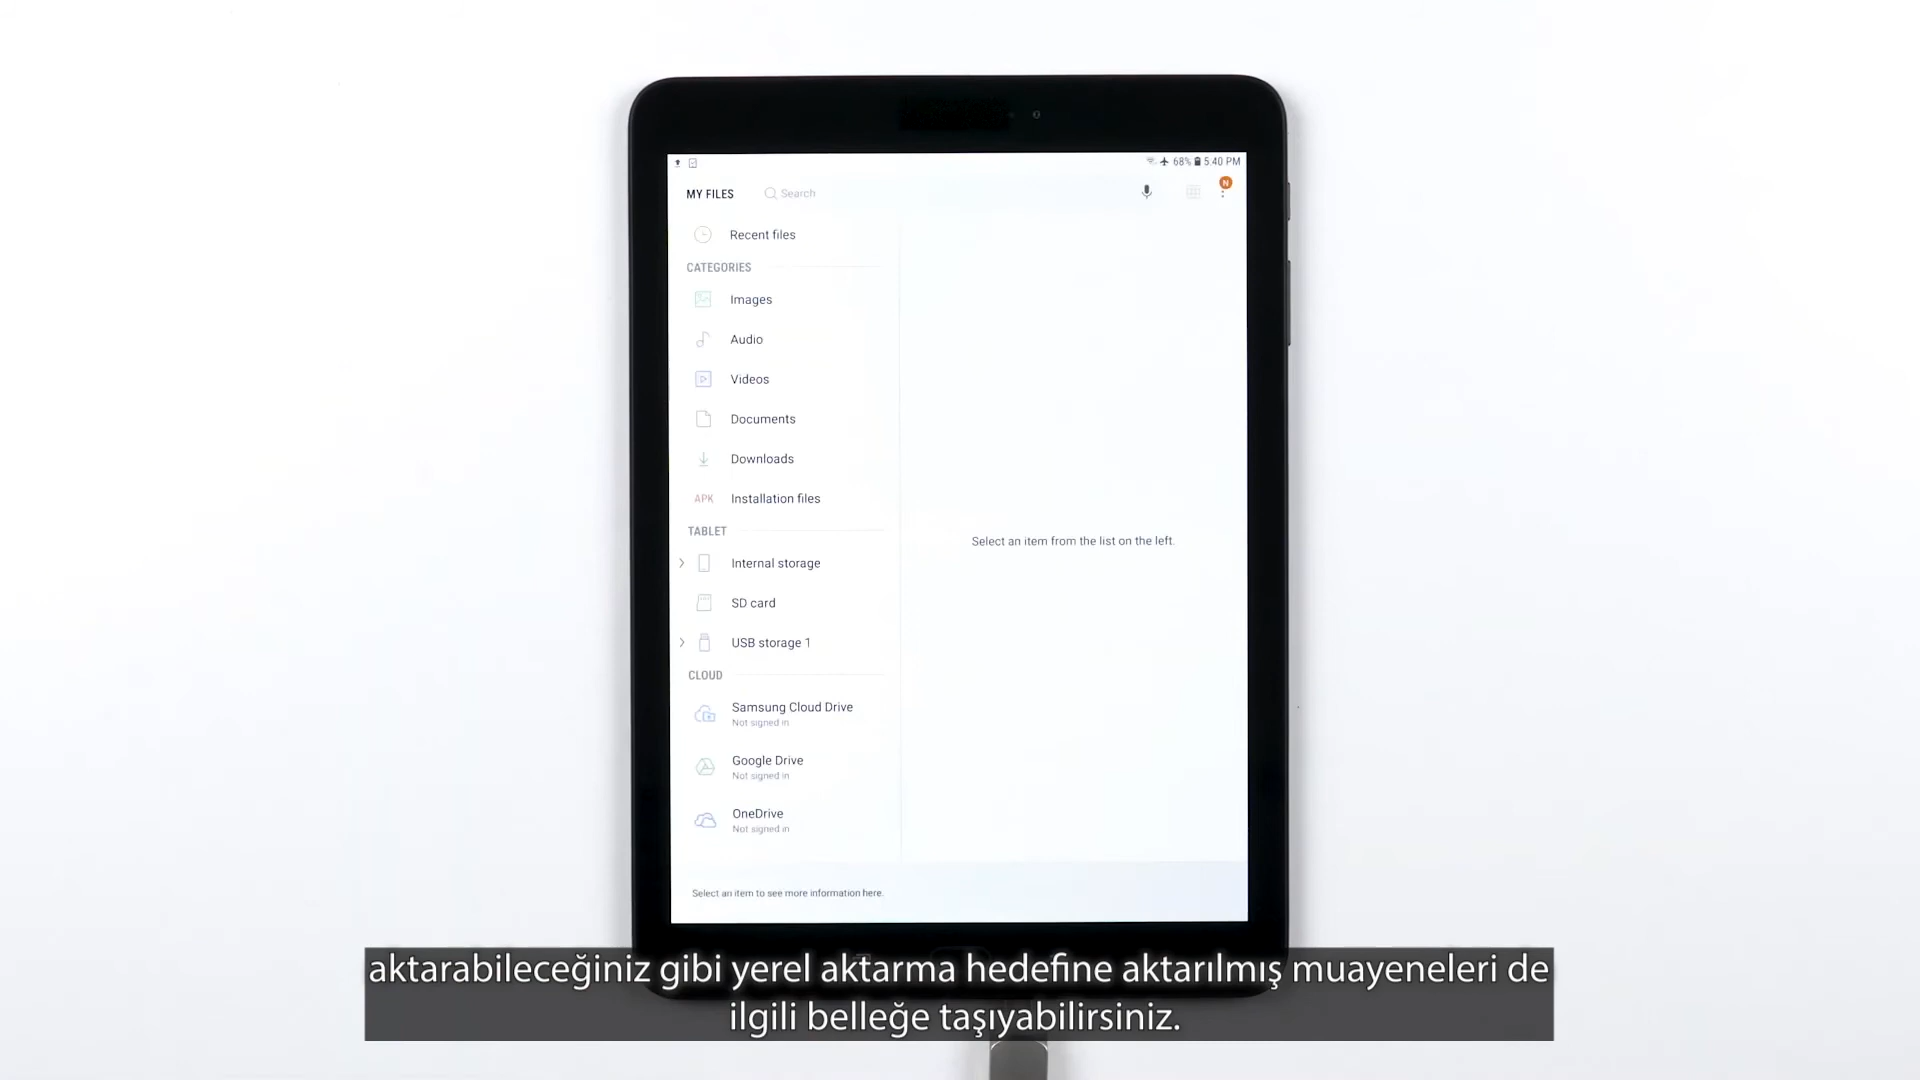 68% 5:40 PM
MY FILES
Search
N
Recent files
CATEGORIES
Images
Audio
Videos
Documents
Downloads
APK Installation files
TABLET
Internal storage
SD card
USB storage 1
CLOUD
Samsung Cloud Drive
Not signed in
Google Drive
Not signed in
OneDrive
Not signed in
Select an item from the list on the left.
Select an item to see more information here.
aktarabileceğiniz gibi yerel aktarma hedefine aktarılmış muayeneleri de
ilgili belleğe taşıyabilirsiniz.